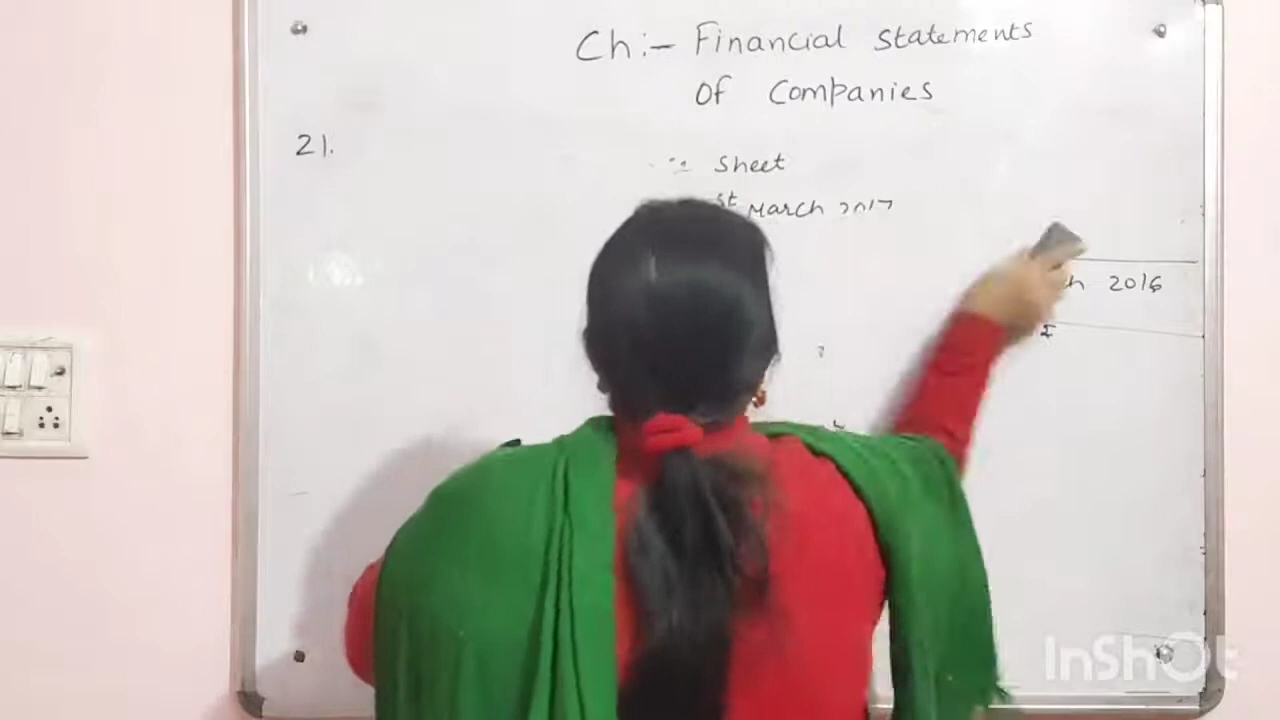 Ch:- Financial Statements
Of Companies
21.
Sheet
st March 2017
2016
InShot